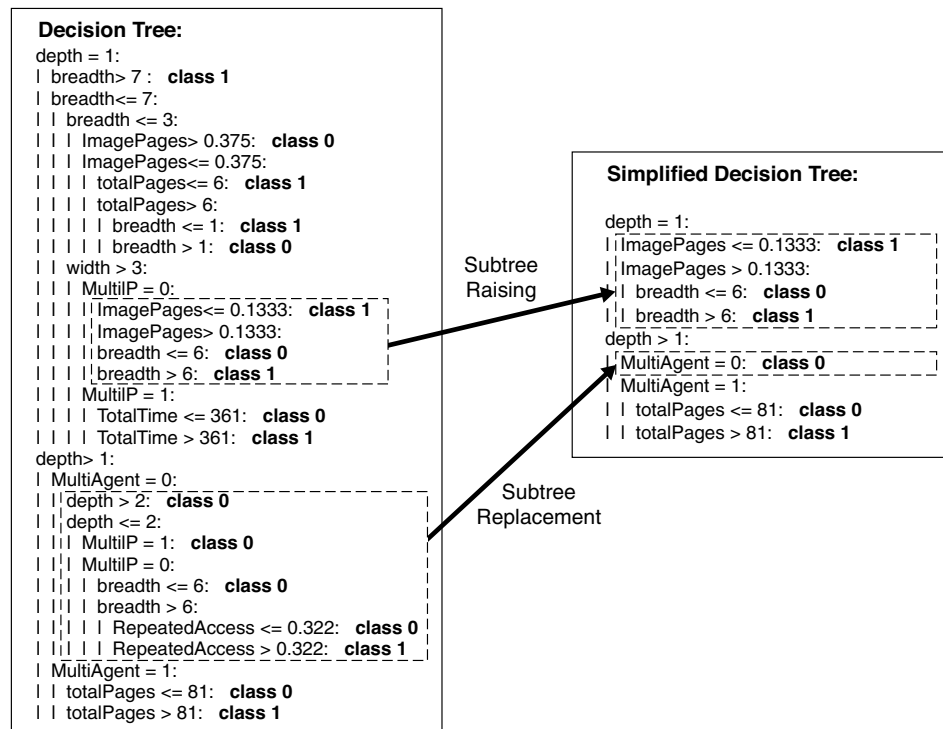 Decision Tree:
depth = 1:
| breadth> 7 : class 1
| breadth<= 7:
| | breadth <= 3:
| | | ImagePages> 0.375: class 0
| | | ImagePages<= 0.375:
| | | | totalPages<= 6: class 1
| | | | totalPages> 6:
| | | | | breadth <= 1: class 1
| | | | | breadth > 1: class 0
| | width > 3:
| | | MultiIP = 0:
| | | | ImagePages<= 0.1333: class 1
| | | | ImagePages> 0.1333:
| | | | breadth <= 6: class 0
| | | | breadth > 6: class 1
| | | MultiIP = 1:
| | | | TotalTime <= 361: class 0
| | | | TotalTime > 361: class 1
depth> 1:
| MultiAgent = 0:
| | depth > 2: class 0
| | depth <= 2:
| | | MultiIP = 1: class 0
| | | MultiIP = 0:
| | | | breadth <= 6: class 0
| | | | breadth > 6:
| | | | | RepeatedAccess <= 0.322: class 0
| | | | | RepeatedAccess > 0.322: class 1
| MultiAgent = 1:
| | totalPages <= 81: class 0
| | totalPages > 81: class 1
Subtree
Raising
Subtree
Replacement
Simplified Decision Tree:
depth = 1:
| ImagePages <= 0.1333: class 1
| ImagePages > 0.1333:
| | breadth <= 6: class 0
| | breadth > 6: class 1
depth > 1:
| MultiAgent = 0: class 0
| MultiAgent = 1:
| | totalPages <= 81: class 0
| | totalPages > 81: class 1